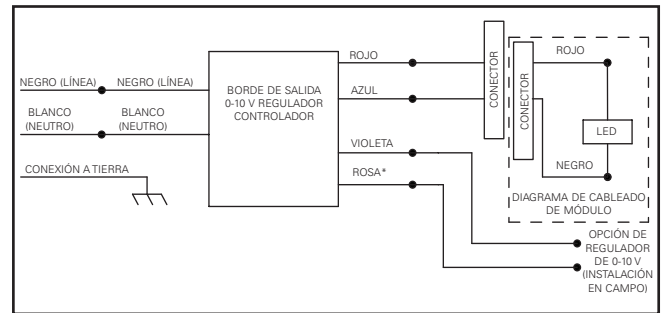 NEGRO (LÍNEA)
NEGRO (LÍNEA)
BLANCO
(NEUTRO)
BLANCO
(NEUTRO)
CONEXIÓN A TIERRA
BORDE DE SALIDA
0-10 V REGULADOR
CONTROLADOR
ROJO
AZUL
VIOLETA
ROSA*
CONECTOR
CONECTOR
ROJO
LED
NEGRO
DIAGRAMA DE CABLEADO
DE MÓDULO
OPCIÓN DE
REGULADOR
DE 0-10 V
(INSTALACIÓN
EN CAMPO)